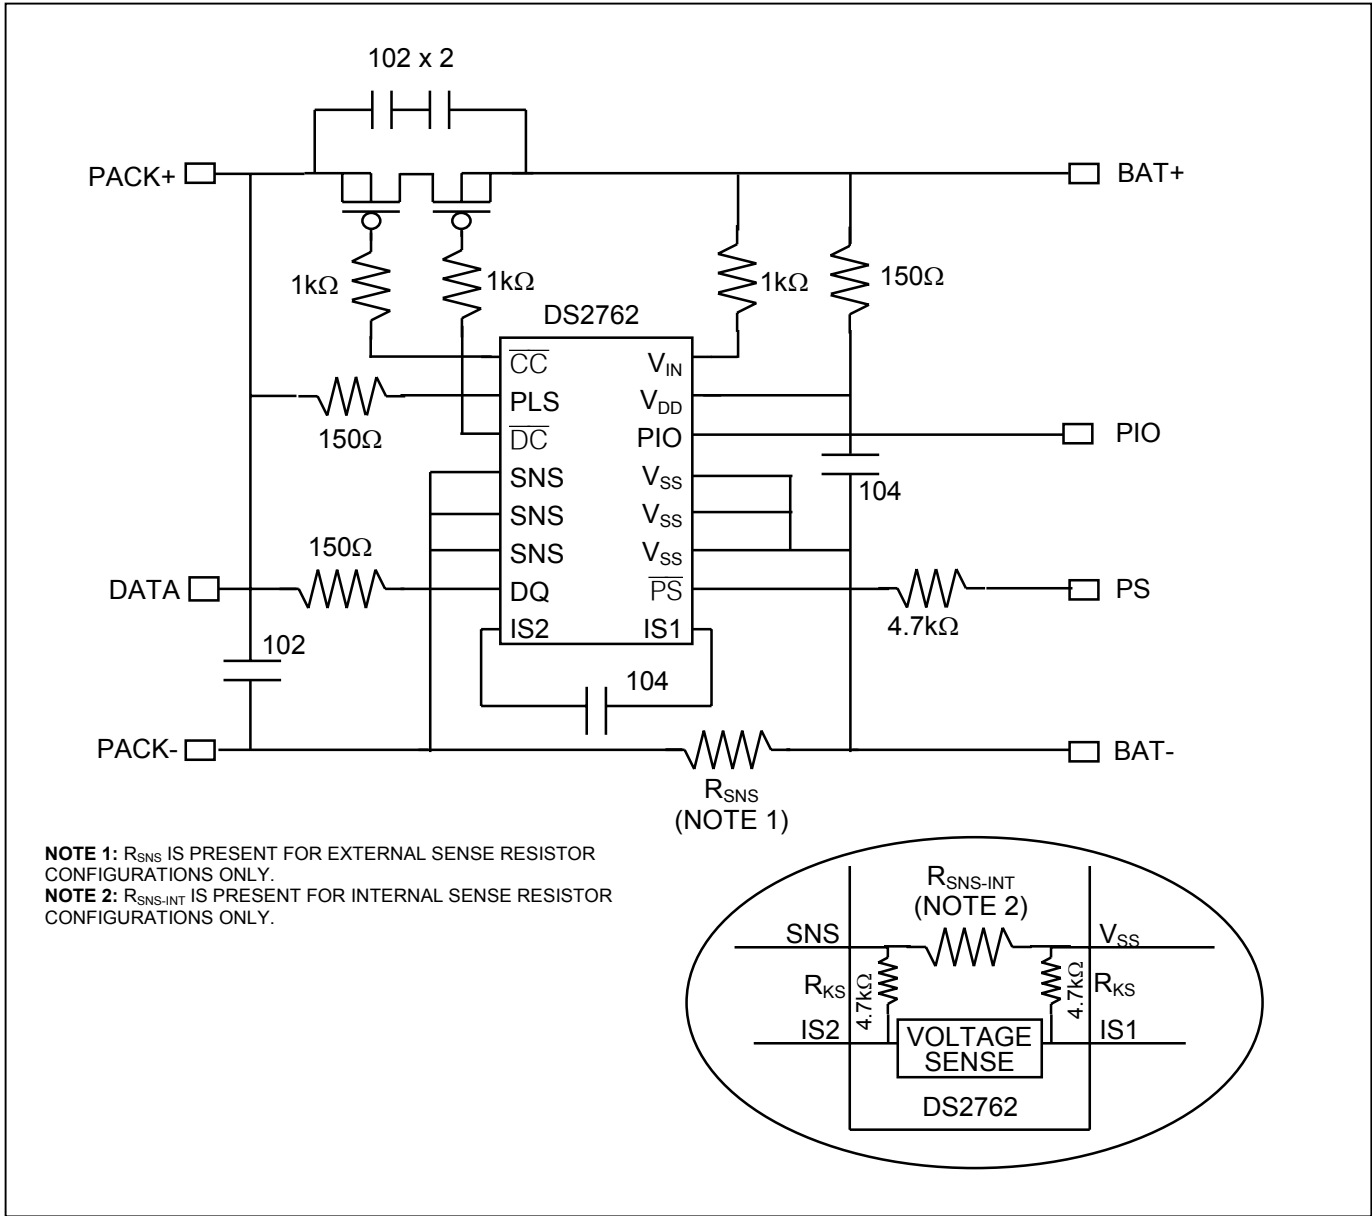 102 x 2
PACK+
BAT+
1kΩ
1kΩ
1kΩ
150Ω
DS2762
CC
VIN
PLS
VDD
150Ω
DC
PIO
PIO
SNS
VSS
104
SNS
VSS
150Ω
SNS
VSS
DATA
DQ
PS
PS
4.7kΩ
IS2
IS1
102
104
PACK-
BAT-
RSNS
(NOTE 1)
NOTE 1: RSNS IS PRESENT FOR EXTERNAL SENSE RESISTOR
CONFIGURATIONS ONLY.
NOTE 2: RSNS-INT IS PRESENT FOR INTERNAL SENSE RESISTOR
CONFIGURATIONS ONLY.
RSNS-INT
(NOTE 2)
SNS
VSS
RKS
4.7kΩ
4.7kΩ
RKS
IS2
IS1
VOLTAGE
SENSE
DS2762